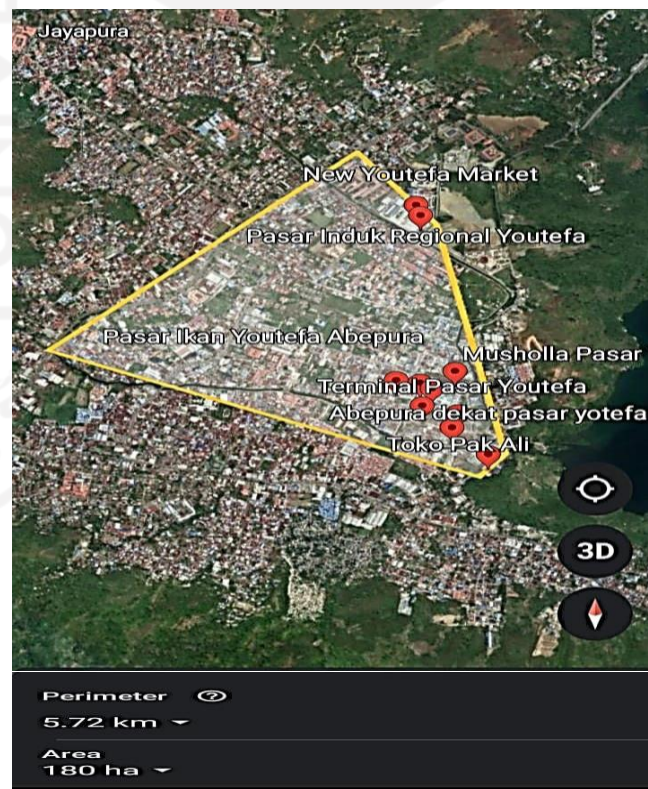 Jayapura
New Youtefa Market
Pasar Induk Regional Youtefa
Pasar Ikan Youtefa Abepura
Musholla Pasar
Terminal Pasar Youtefa
Abepura dekat pasar yotefa
Toko Pak Ali
3D
Perimeter ?
5.72 km
Area
180 ha